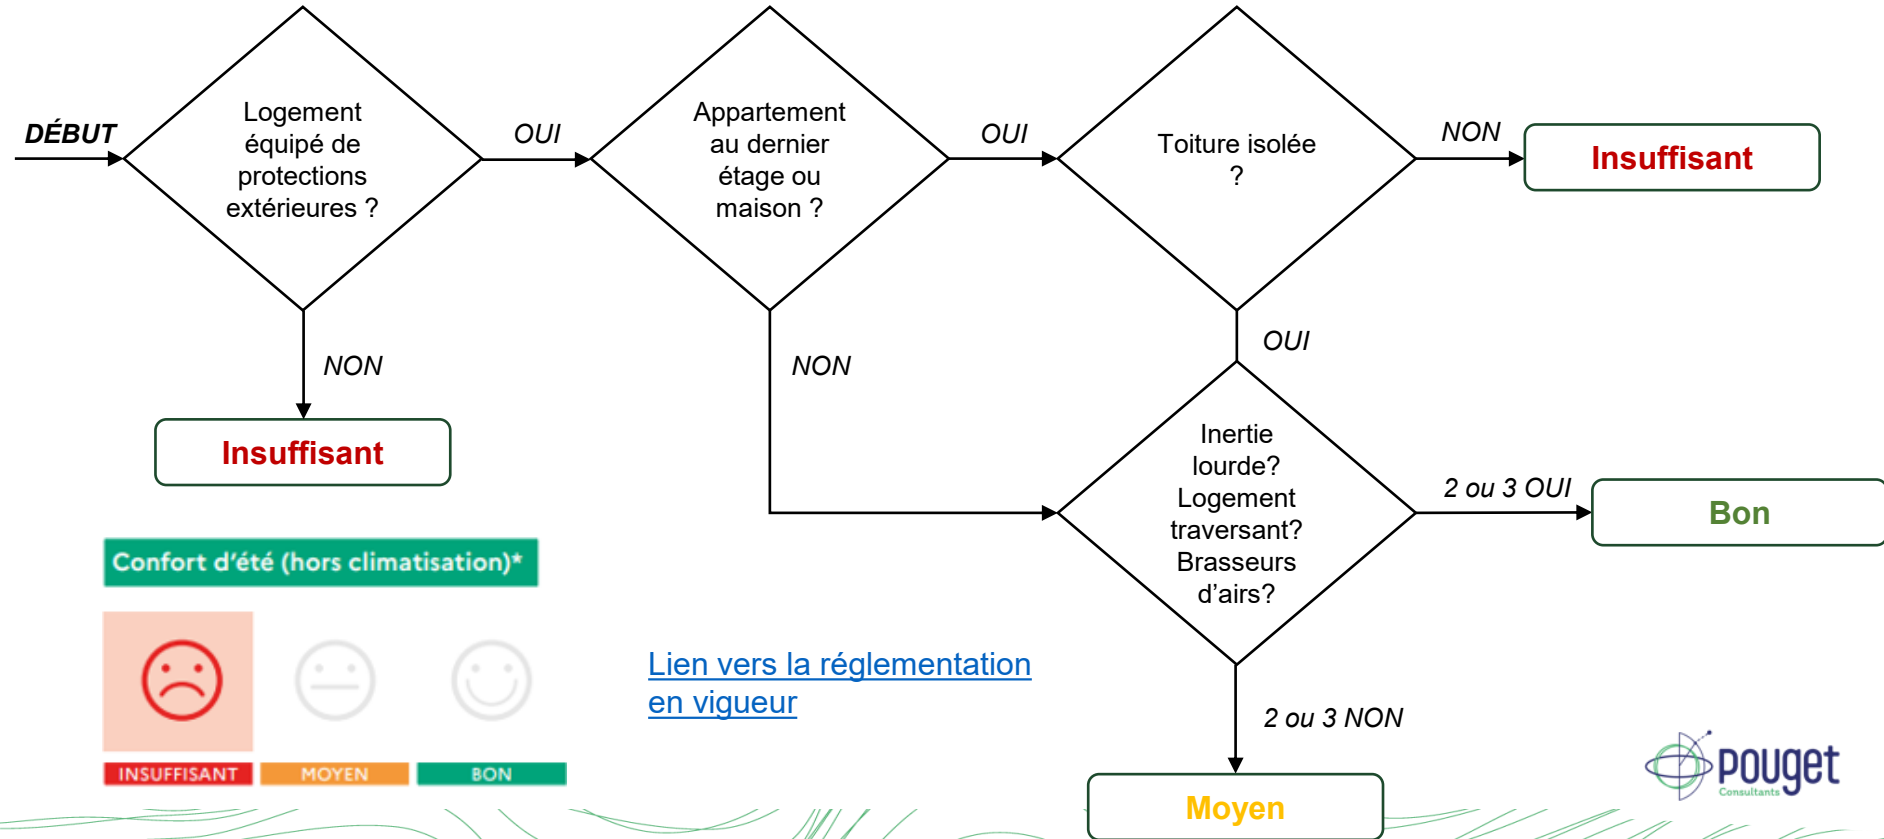 DÉBUT
Logement
équipé de
protections
extérieures ?
OUI
Appartement
au dernier
étage ou
maison ?
OUI
Toiture isolée
?
NON
Insuffisant
NON
Insuffisant
NON
OUI
Inertie
lourde?
Logement
traversant?
Brasseurs
d’airs?
2 ou 3 OUI
Bon
2 ou 3 NON
Moyen
Confort d’été (hors climatisation)*
INSUFFISANT
MOYEN
BON
Lien vers la réglementation
en vigueur
pouget
Consultants